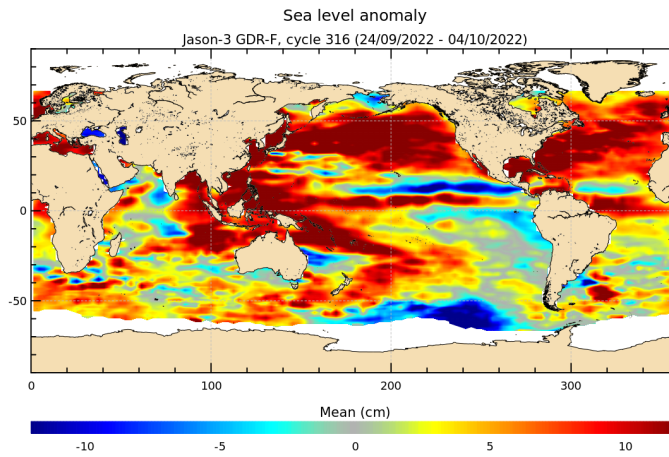 Sea level anomaly
Jason-3 GDR-F, cycle 316 (24/09/2022 - 04/10/2022)
50
0
-50
0 100 200 300
Mean (cm)
-10 -5 0 5 10